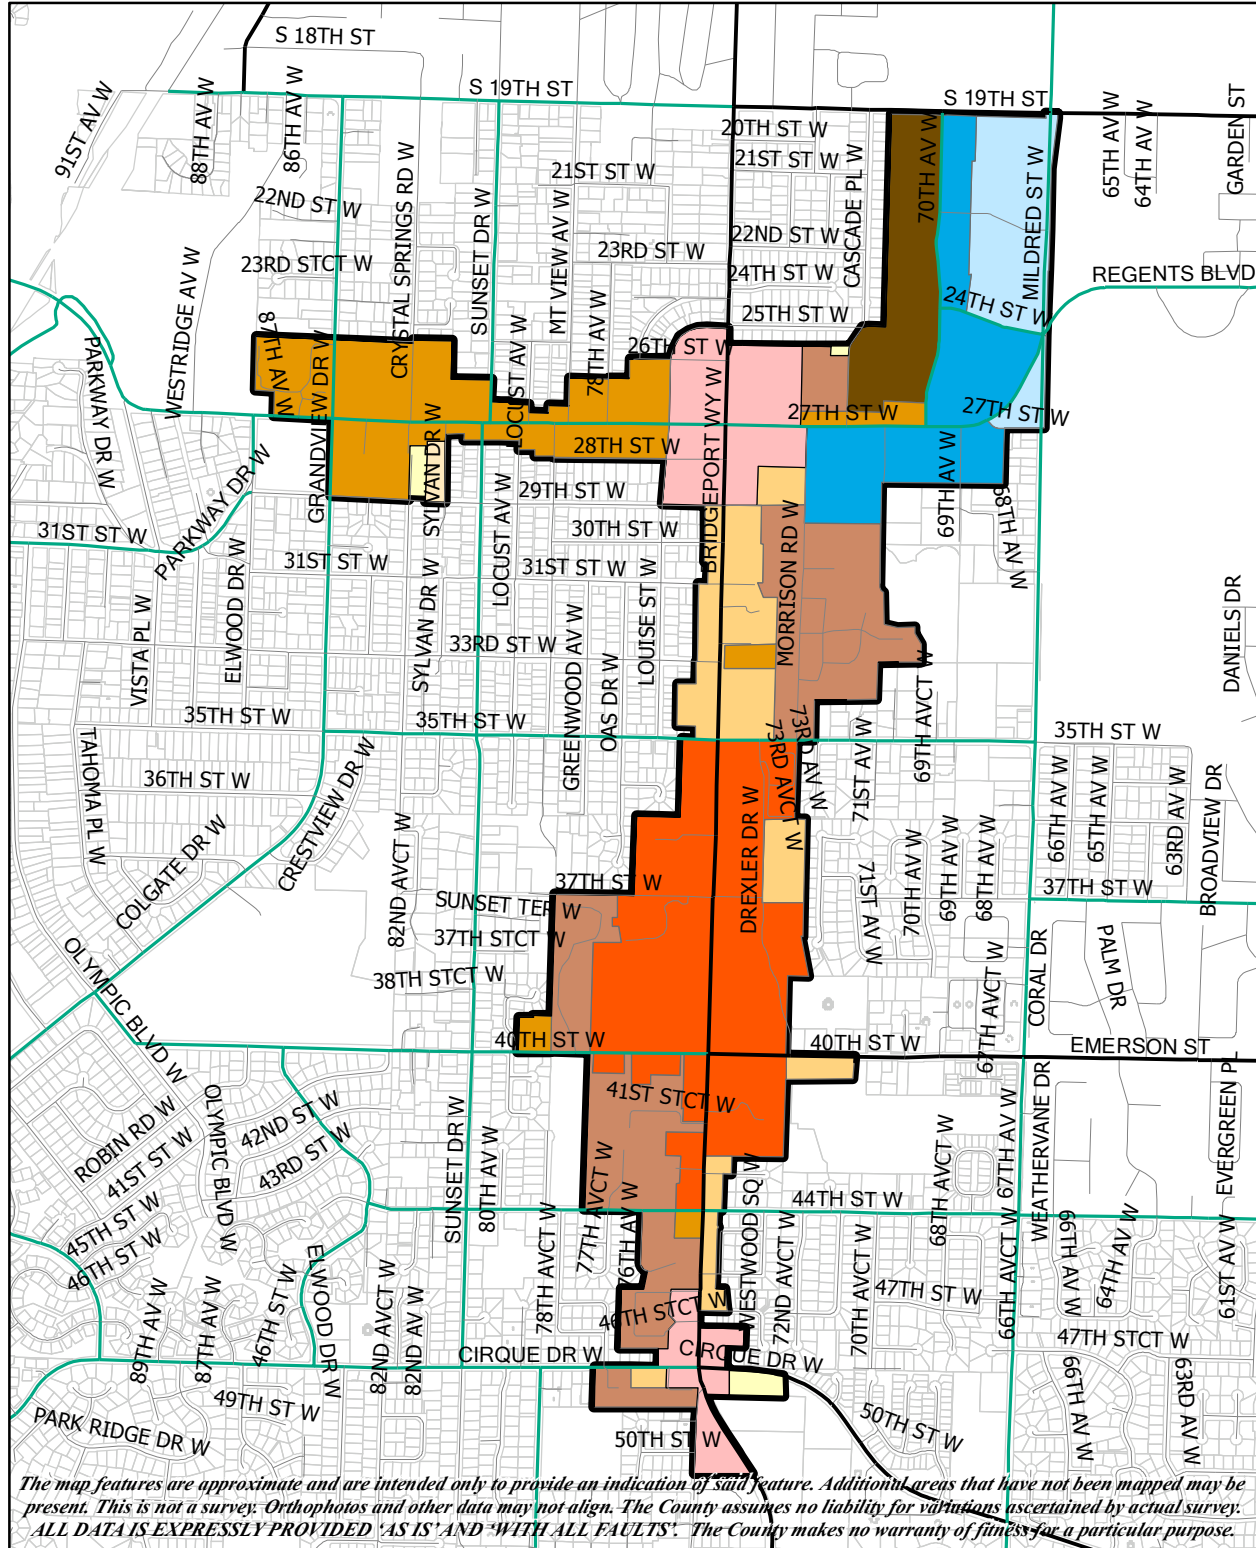 S 18TH ST
S 19TH ST
S 19TH ST
91ST AV W
88TH AV W
86TH AV W
20TH ST W
21ST ST W
21ST ST W
70TH AV W
65TH AV W
64TH AV W
GARDEN ST
22ND ST W
CRYSTAL SPRINGS RD W
SUNSET DR W
MT VIEW AV W
CASCADE PL W
MILDRED ST W
22ND ST W
23RD ST W
23RD STCT W
24TH ST W
24TH ST W
REGENTS BLVD
WESTRIDGE AV W
25TH ST W
87TH AV W
PARKWAY DR W
GRANDVIEW DR W
LOCUST AV W
78TH AV W
26TH ST W
BRIDGEPORT WY W
27TH ST W
27TH ST W
28TH ST W
SYLVAN DR W
PARKWAY DR W
29TH ST W
69TH AV W
68TH AV W
31ST ST W
30TH ST W
31ST ST W
31ST ST W
LOCUST AV W
ELWOOD DR W
VISTA PL W
SYLVAN DR W
GREENWOOD AV W
LOUISE ST W
MORRISON RD W
33RD ST W
OAS DR W
DANIELS DR
35TH ST W
35TH ST W
35TH ST W
69TH AVCT W
73RD AV W
73RD AVCT W
71ST AV W
TAHOMA PL W
36TH ST W
COLGATE DR W
CRESTVIEW DR W
82ND AVCT W
DREXLER DR W
66TH AV W
65TH AV W
63RD AV W
BROADVIEW DR
37TH ST W
37TH ST W
SUNSET TER W
37TH STCT W
38TH STCT W
71ST AV W
70TH AV W
69TH AV W
68TH AV W
67TH AVCT W
CORAL DR
PALM DR
OLYMPIC BLVD W
40TH ST W
40TH ST W
EMERSON ST
41ST STCT W
ROBIN RD W
41ST ST W
42ND ST W
43RD ST W
OLYMPIC BLVD W
45TH ST W
46TH ST W
SUNSET DR W
80TH AV W
78TH AVCT W
77TH AVCT W
76TH AV W
44TH ST W
WESTWOOD SQ W
72ND AVCT W
70TH AVCT W
68TH AVCT W
67TH AV W
66TH AVCT W
WEATHERVANE DR
66TH AV W
64TH AV W
61ST AV W
EVERGREEN PL
47TH ST W
47TH STCT W
46TH STCT W
89TH AV W
87TH AV W
46TH ST W
ELWOOD DR W
82ND AVCT W
82ND AV W
CIRQUE DR W
CIRQUE DR W
49TH ST W
PARK RIDGE DR W
50TH ST W
50TH ST W
66TH AV W
63RD AV W
The map features are approximate and are intended only to provide an indication of said feature. Additional areas that have not been mapped may be
present. This is not a survey. Orthophotos and other data may not align. The County assumes no liability for variations ascertained by actual survey.
ALL DATA IS EXPRESSLY PROVIDED 'AS IS' AND 'WITH ALL FAULTS'. The County makes no warranty of fitness for a particular purpose.